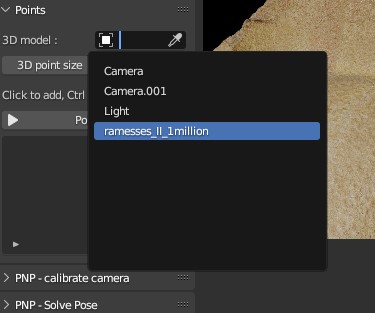 Points
3D model :
3D point size
Click to add, Ctrl
Po
Camera
Camera.001
Light
ramesses_II_1million
PNP - calibrate camera
PNP - Solve Pose